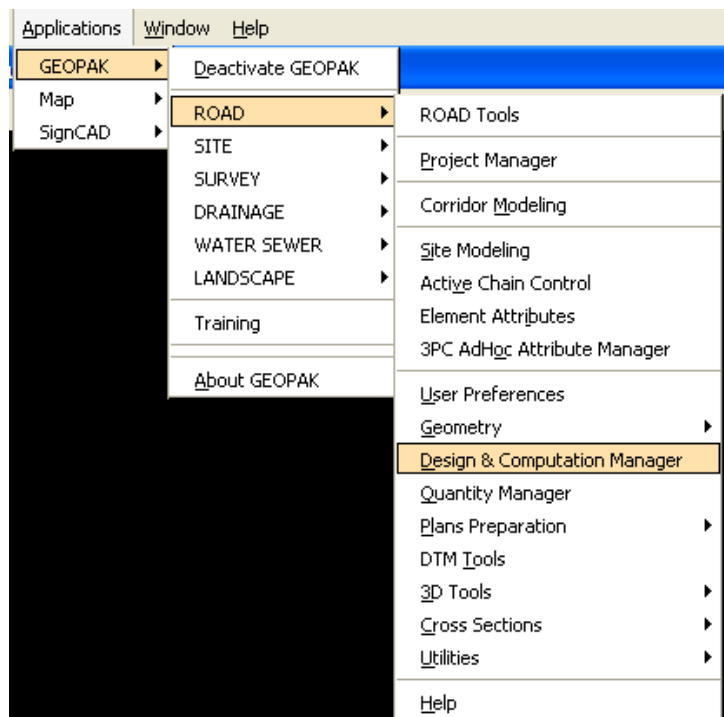 Applications Window Help
GEOPAK
Map
SignCAD
Deactivate GEOPAK
ROAD
SITE
SURVEY
DRAINAGE
WATER SEWER
LANDSCAPE
Training
About GEOPAK
ROAD Tools
Project Manager
Corridor Modeling
Site Modeling
Active Chain Control
Element Attributes
3PC AdHoc Attribute Manager
User Preferences
Geometry
Design & Computation Manager
Quantity Manager
Plans Preparation
DTM Tools
3D Tools
Cross Sections
Utilities
Help